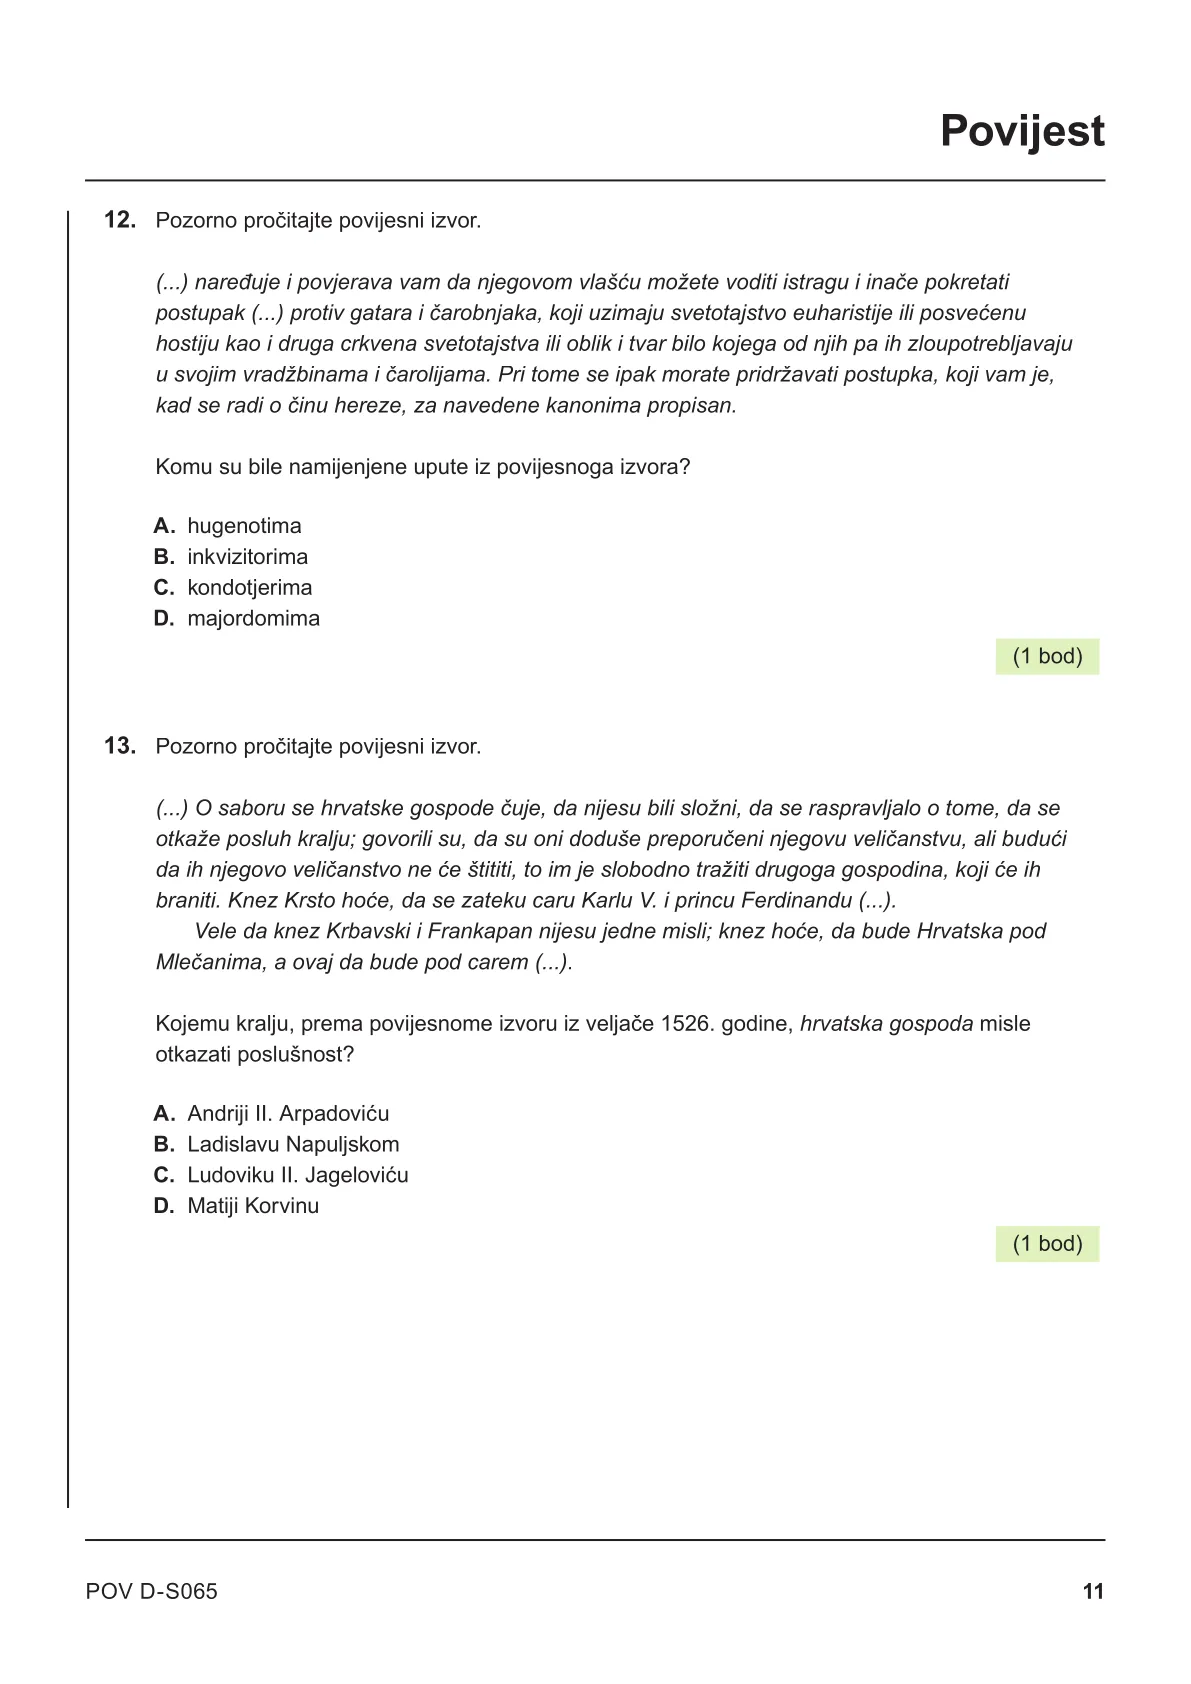 Povijest
12. Pozorno pročitajte povijesni izvor.
(...) naređuje i povjerava vam da njegovom vlašću možete voditi istragu i inače pokretati
postupak (...) protiv gatara i čarobnjaka, koji uzimaju svetotajstvo euharistije ili posvećenu
hostiju kao i druga crkvena svetotajstva ili oblik i tvar bilo kojega od njih pa ih zloupotrebljavaju
u svojim vradžbinama i čarolijama. Pri tome se ipak morate pridržavati postupka, koji vam je,
kad se radi o činu hereze, za navedene kanonima propisan.
Komu su bile namijenjene upute iz povijesnoga izvora?
A. hugenotima
B. inkvizitorima
C. kondotjerima
D. majordomima
(1 bod)
13. Pozorno pročitajte povijesni izvor.
(...) O saboru se hrvatske gospode čuje, da nijesu bili složni, da se raspravljalo o tome, da se
otkaže posluh kralju; govorili su, da su oni doduše preporučeni njegovu veličanstvu, ali budući
da ih njegovo veličanstvo ne će štititi, to im je slobodno tražiti drugoga gospodina, koji će ih
braniti. Knez Krsto hoće, da se zateku caru Karlu V. i princu Ferdinandu (...).
Vele da knez Krbavski i Frankapan nijesu jedne misli; knez hoće, da bude Hrvatska pod
Mlečanima, a ovaj da bude pod carem (...).
Kojemu kralju, prema povijesnome izvoru iz veljače 1526. godine, hrvatska gospoda misle
otkazati poslušnost?
A. Andriji II. Arpadoviću
B. Ladislavu Napuljskom
C. Ludoviku II. Jageloviću
D. Matiji Korvinu
(1 bod)
POV D-S065
11